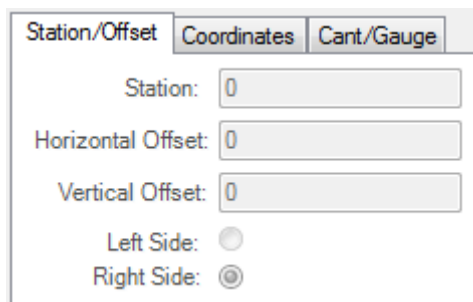 Station/Offset Coordinates Cant/Gauge
Station: 0
Horizontal Offset: 0
Vertical Offset: 0
Left Side:
Right Side: